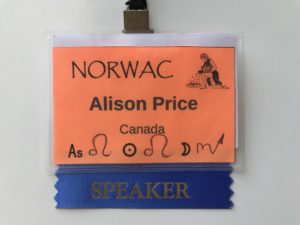 NORWAC
Alison Price
Canada
As ♌ ☉ ♌ ☽ ♏
SPEAKER